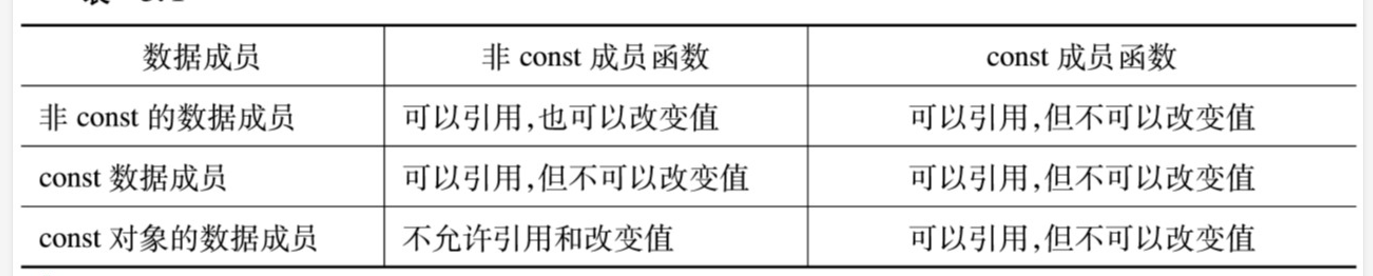 数据成员 非 const 成员函数 const 成员函数
非 const 的数据成员 可以引用,也可以改变值 可以引用,但不可以改变值
const 数据成员 可以引用,但不可以改变值 可以引用,但不可以改变值
const 对象的数据成员 不允许引用和改变值 可以引用,但不可以改变值